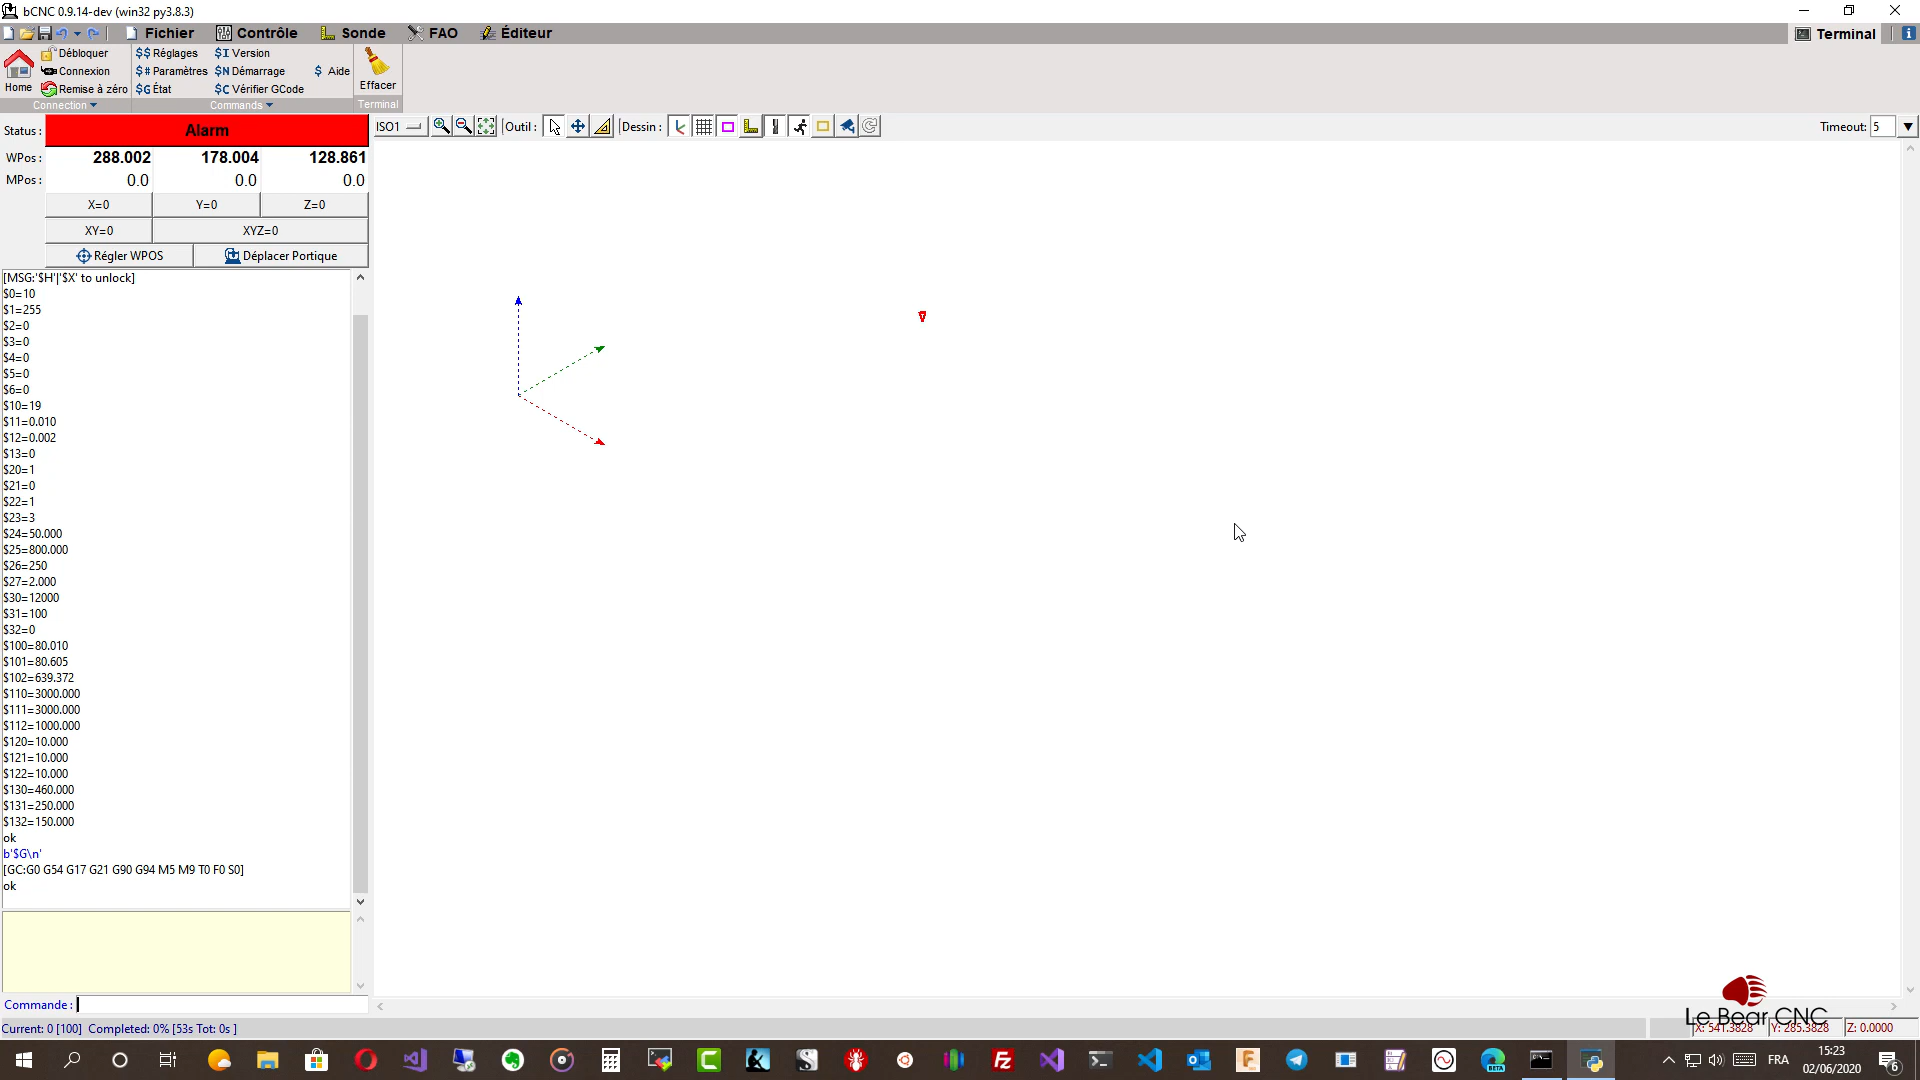 bCNC 0.9.14-dev (win32 py3.8.3)
Fichier Contrôle Sonde FAO Éditeur Terminal
Débloquer $$ Réglages $I Version
Connexion $# Paramètres $N Démarrage $ Aide
Home Remise à zéro $G État $C Vérifier GCode Effacer
Connection Commands Terminal
Status : Alarm ISO1 Outil : Dessin : Timeout: 5
WPos : 288.002 178.004 128.861
MPos : 0.0 0.0 0.0
X=0 Y=0 Z=0
XY=0 XYZ=0
Régler WPOS Déplacer Portique
[MSG:'$H'|'$X' to unlock]
$0=10
$1=255
$2=0
$3=0
$4=0
$5=0
$6=0
$10=19
$11=0.010
$12=0.002
$13=0
$20=1
$21=0
$22=1
$23=3
$24=50.000
$25=800.000
$26=250
$27=2.000
$30=12000
$31=100
$32=0
$100=80.010
$101=80.605
$102=639.372
$110=3000.000
$111=3000.000
$112=1000.000
$120=10.000
$121=10.000
$122=10.000
$130=460.000
$131=250.000
$132=150.000
ok
b'$G\n'
[GC:G0 G54 G17 G21 G90 G94 M5 M9 T0 F0 S0]
ok
Commande :
Le Bear CNC
Current: 0 [100] Completed: 0% [53s Tot: 0s ] X: 541.3828 Y: 285.3828 Z: 0.0000
FRA 15:23
02/06/2020 6
BETA